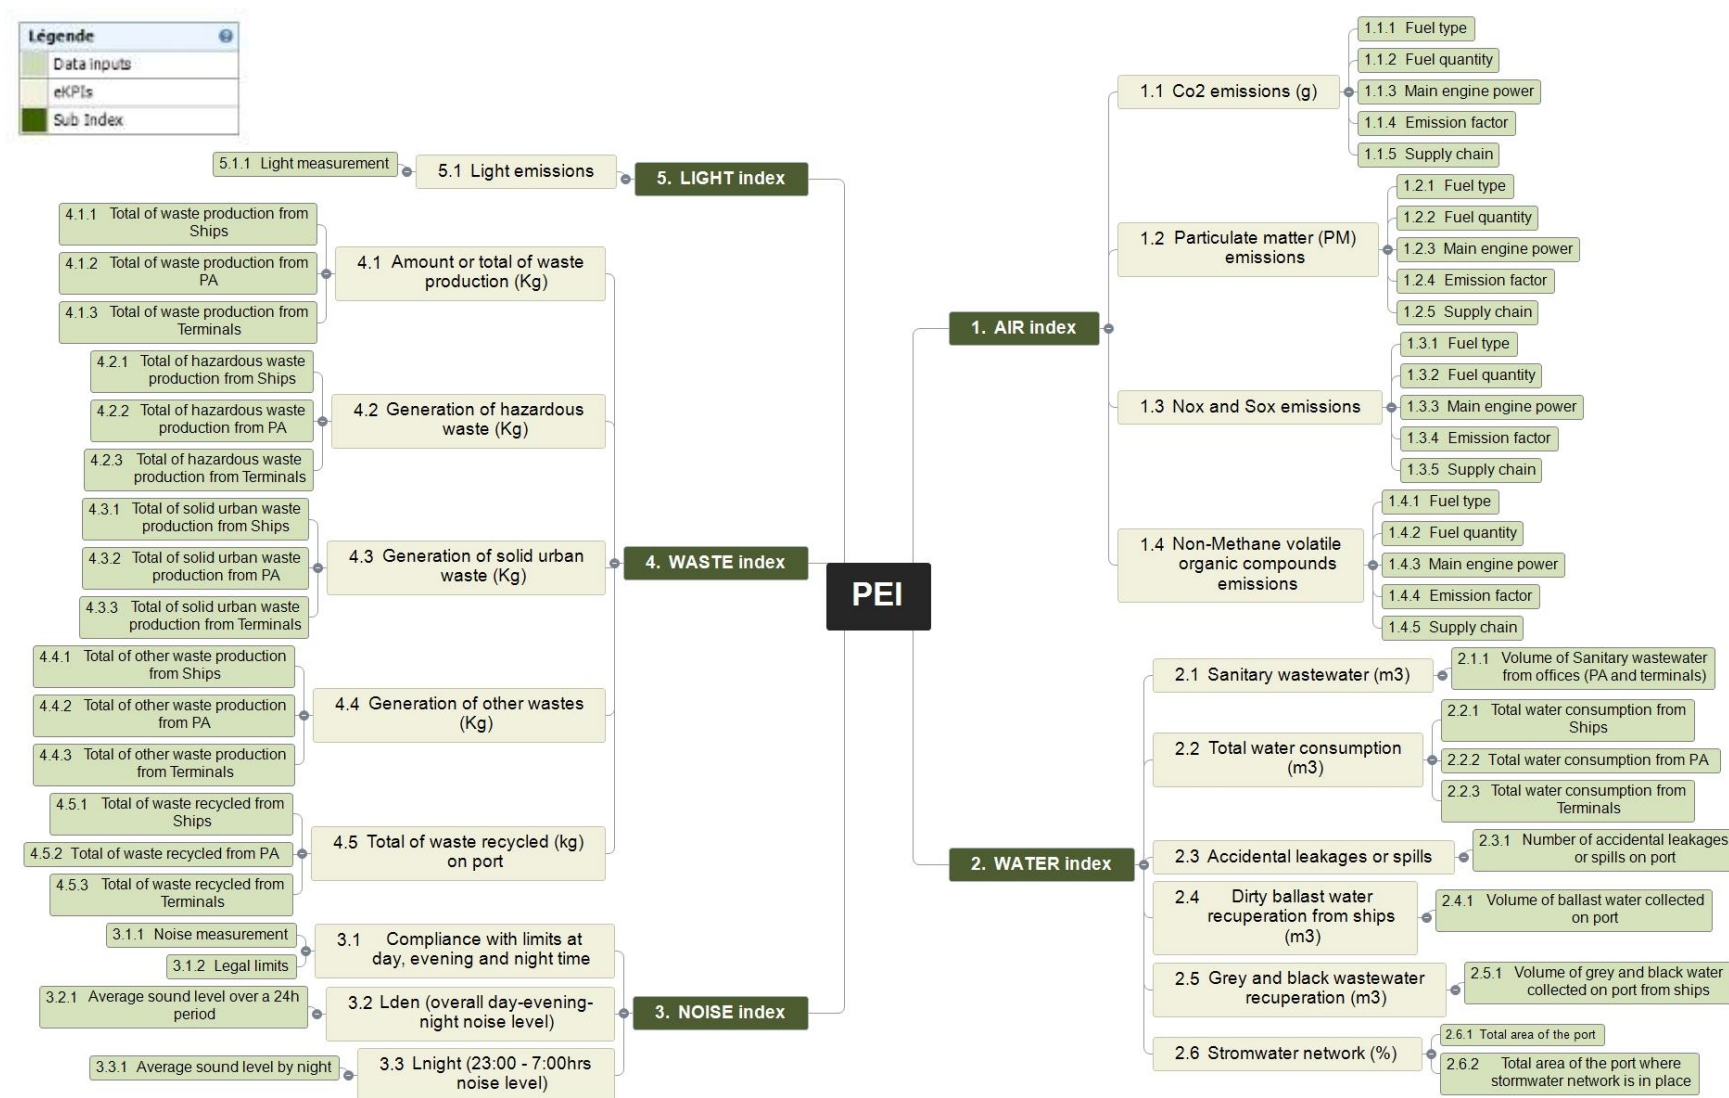 Légende
Data inputs
eKPIs
Sub Index
PEI
1. AIR index
1.1 Co2 emissions (g)
1.1.1 Fuel type
1.1.2 Fuel quantity
1.1.3 Main engine power
1.1.4 Emission factor
1.1.5 Supply chain
1.2 Particulate matter (PM)
emissions
1.2.1 Fuel type
1.2.2 Fuel quantity
1.2.3 Main engine power
1.2.4 Emission factor
1.2.5 Supply chain
1.3 Nox and Sox emissions
1.3.1 Fuel type
1.3.2 Fuel quantity
1.3.3 Main engine power
1.3.4 Emission factor
1.3.5 Supply chain
1.4 Non-Methane volatile
organic compounds
emissions
1.4.1 Fuel type
1.4.2 Fuel quantity
1.4.3 Main engine power
1.4.4 Emission factor
1.4.5 Supply chain
2. WATER index
2.1 Sanitary wastewater (m3)
2.1.1 Volume of Sanitary wastewater
from offices (PA and terminals)
2.2 Total water consumption
(m3)
2.2.1 Total water consumption from
Ships
2.2.2 Total water consumption from PA
2.2.3 Total water consumption from
Terminals
2.3 Accidental leakages or spills
2.3.1 Number of accidental leakages
or spills on port
2.4 Dirty ballast water
recuperation from ships
(m3)
2.4.1 Volume of ballast water collected
on port
2.5 Grey and black wastewater
recuperation (m3)
2.5.1 Volume of grey and black water
collected on port from ships
2.6 Stromwater network (%)
2.6.1 Total area of the port
2.6.2 Total area of the port where
stormwater network is in place
3. NOISE index
3.1 Compliance with limits at
day, evening and night time
3.1.1 Noise measurement
3.1.2 Legal limits
3.2 Lden (overall day-evening-
night noise level)
3.2.1 Average sound level over a 24h
period
3.3 Lnight (23:00 - 7:00hrs
noise level)
3.3.1 Average sound level by night
4. WASTE index
4.1 Amount or total of waste
production (Kg)
4.1.1 Total of waste production from
Ships
4.1.2 Total of waste production from
PA
4.1.3 Total of waste production from
Terminals
4.2 Generation of hazardous
waste (Kg)
4.2.1 Total of hazardous waste
production from Ships
4.2.2 Total of hazardous waste
production from PA
4.2.3 Total of hazardous waste
production from Terminals
4.3 Generation of solid urban
waste (Kg)
4.3.1 Total of solid urban waste
production from Ships
4.3.2 Total of solid urban waste
production from PA
4.3.3 Total of solid urban waste
production from Terminals
4.4 Generation of other wastes
(Kg)
4.4.1 Total of other waste production
from Ships
4.4.2 Total of other waste production
from PA
4.4.3 Total of other waste production
from Terminals
4.5 Total of waste recycled (kg)
on port
4.5.1 Total of waste recycled from
Ships
4.5.2 Total of waste recycled from PA
4.5.3 Total of waste recycled from
Terminals
5. LIGHT index
5.1 Light emissions
5.1.1 Light measurement